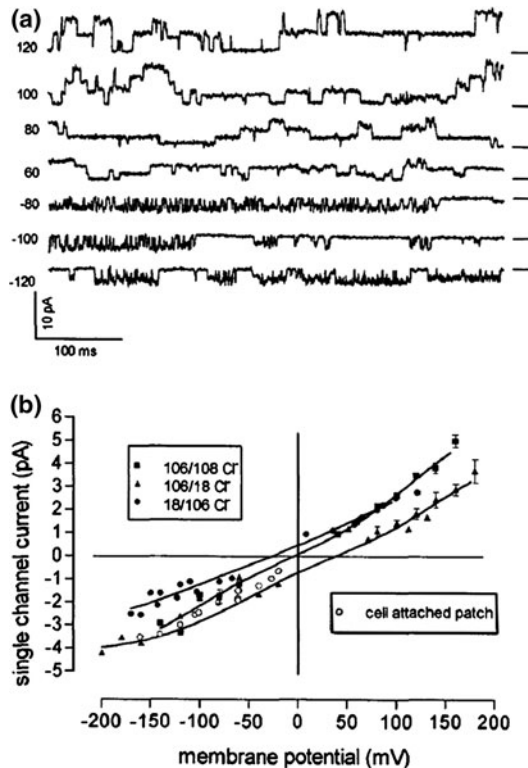 (a)
120
100
80
60
-80
-100
-120
10 pA
100 ms
(b)
6
5
4
3
2
1
0
-1
-2
-3
-4
-5
single channel current (pA)
106/108 Cl⁻
106/18 Cl⁻
18/106 Cl⁻
cell attached patch
-200 -150 -100 -50 0 50 100 150 200
membrane potential (mV)